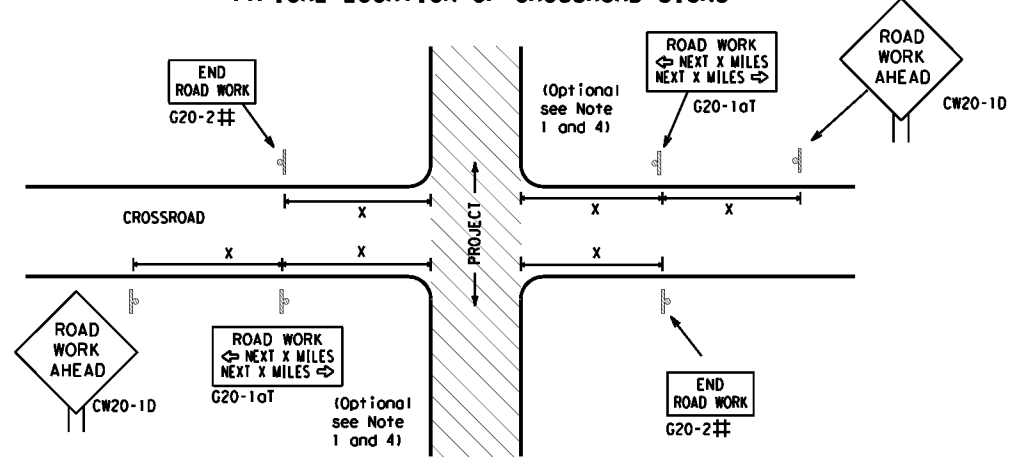 TYPICAL LOCATION OF CROSSROAD SIGNS
ROAD
WORK
AHEAD
CW20-1D
ROAD WORK
⇦ NEXT X MILES
NEXT X MILES ⇨
G20-1aT
(Optional
see Note
1 and 4)
END
ROAD WORK
G20-2#
CROSSROAD
X
X
X
X
X
X
PROJECT
ROAD
WORK
AHEAD
CW20-1D
ROAD WORK
⇦ NEXT X MILES
NEXT X MILES ⇨
G20-1aT
(Optional
see Note
1 and 4)
END
ROAD WORK
G20-2#